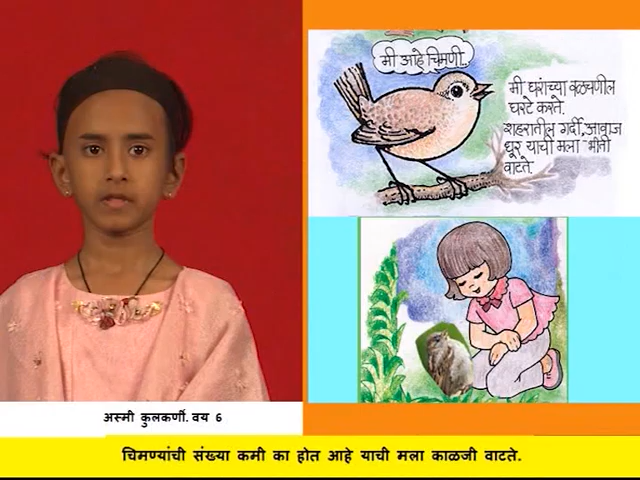 मी आहे चिमणी.
मी घरांच्या वळचणीला
घरटे करते.
शहरातील गर्दी, आवाज
धूर याची मला भीती
वाटते.
अस्मी कुलकर्णी. वय 6
चिमण्यांची संख्या कमी का होत आहे याची मला काळजी वाटते.